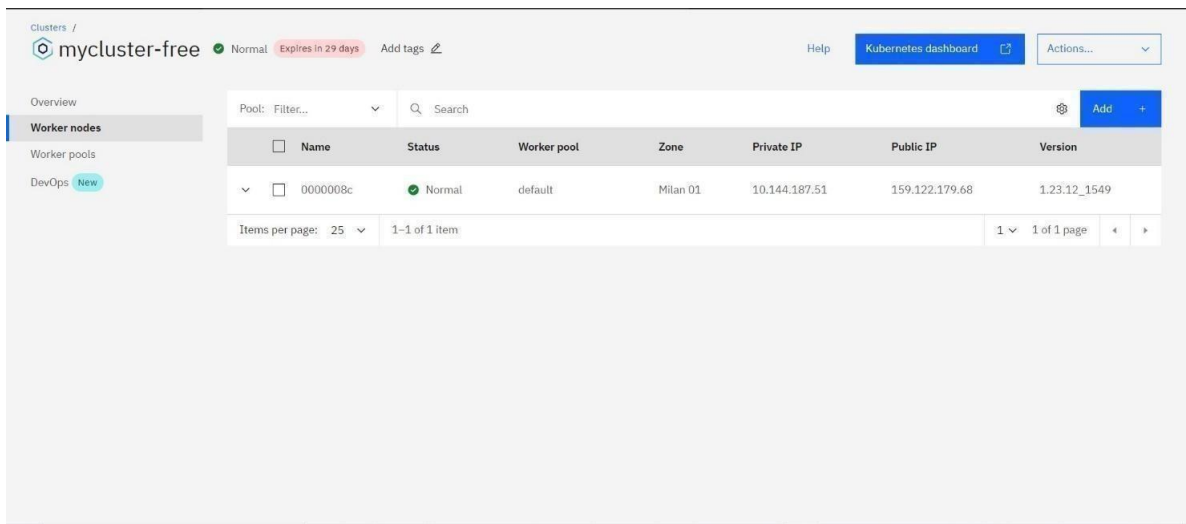 Clusters /
mycluster-free Normal Expires in 29 days Add tags Help Kubernetes dashboard Actions...
Overview
Worker nodes
Worker pools
DevOps New
Pool: Filter... Search Add +
Name Status Worker pool Zone Private IP Public IP Version
0000008c Normal default Milan 01 10.144.187.51 159.122.179.68 1.23.12_1549
Items per page: 25 1–1 of 1 item 1 1 of 1 page